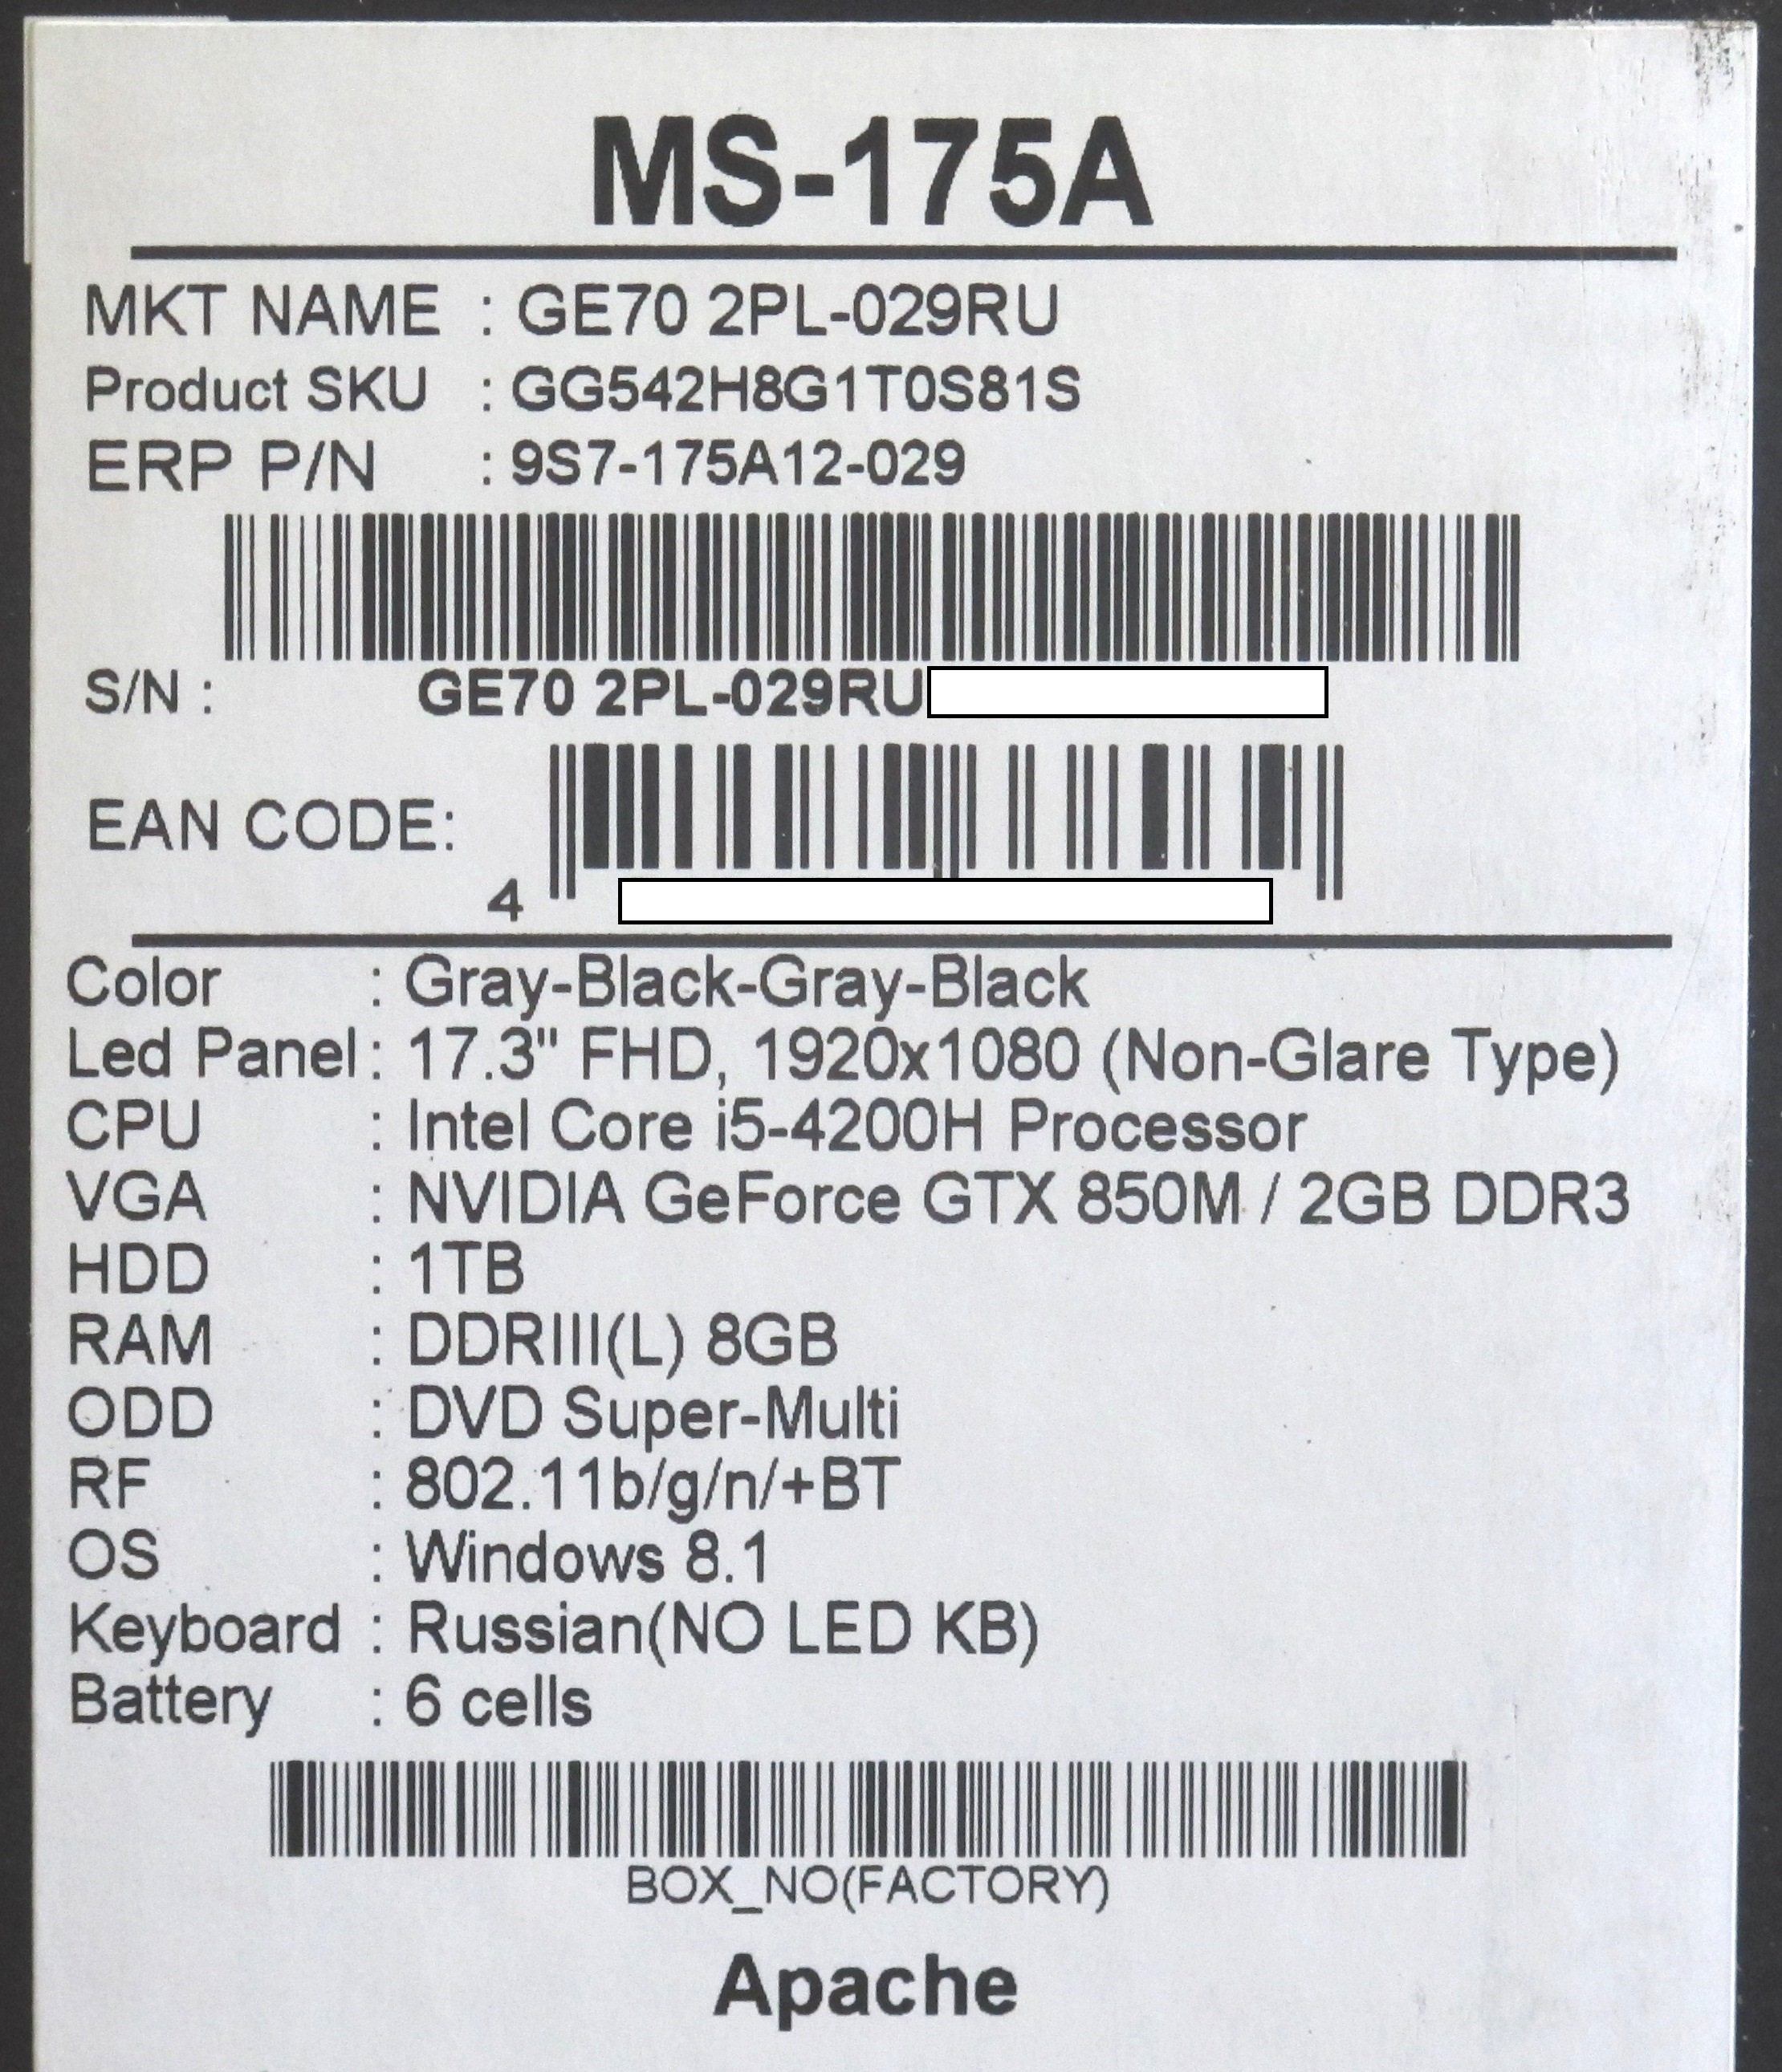 MS-175A
MKT NAME : GE70 2PL-029RU
Product SKU : GG542H8G1T0S81S
ERP P/N : 9S7-175A12-029
S/N : GE70 2PL-029RU
EAN CODE:
4
Color : Gray-Black-Gray-Black
Led Panel : 17.3" FHD, 1920x1080 (Non-Glare Type)
CPU : Intel Core i5-4200H Processor
VGA : NVIDIA GeForce GTX 850M / 2GB DDR3
HDD : 1TB
RAM : DDRIII(L) 8GB
ODD : DVD Super-Multi
RF : 802.11b/g/n/+BT
OS : Windows 8.1
Keyboard : Russian(NO LED KB)
Battery : 6 cells
BOX_NO(FACTORY)
Apache